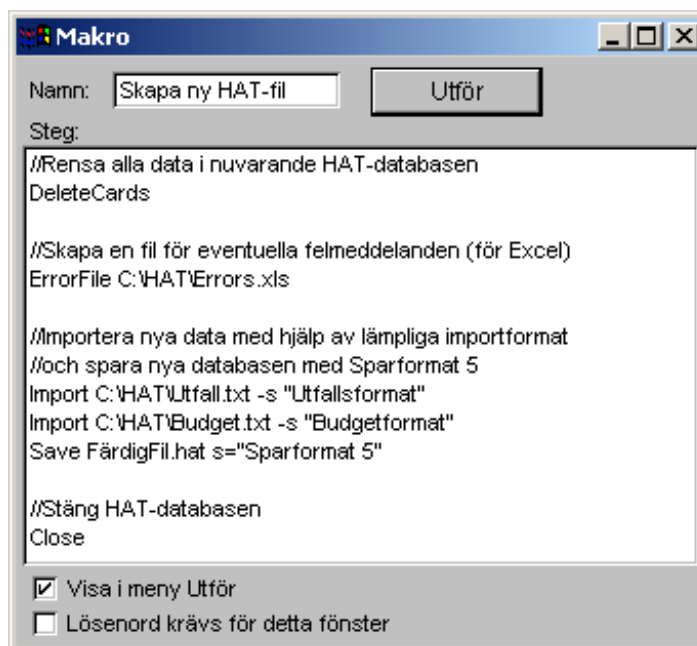 Makro
Namn: Skapa ny HAT-fil Utför
Steg:
//Rensa alla data i nuvarande HAT-databasen
DeleteCards
//Skapa en fil för eventuella felmeddelanden (för Excel)
ErrorFile C:\HAT\Errors.xls
//Importera nya data med hjälp av lämpliga importformat
//och spara nya databasen med Sparformat 5
Import C:\HAT\Utfall.txt -s "Utfallsformat"
Import C:\HAT\Budget.txt -s "Budgetformat"
Save FärdigFil.hat s="Sparformat 5"
//Stäng HAT-databasen
Close
Visa i meny Utför
Lösenord krävs för detta fönster